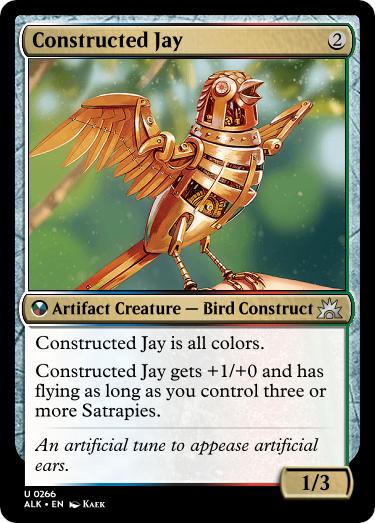 Constructed Jay 2
Artifact Creature — Bird Construct
Constructed Jay is all colors.
Constructed Jay gets +1/+0 and has
flying as long as you control three or
more Satrapies.
An artificial tune to appease artificial
ears.
1/3
U 0266
ALK • EN Kaek